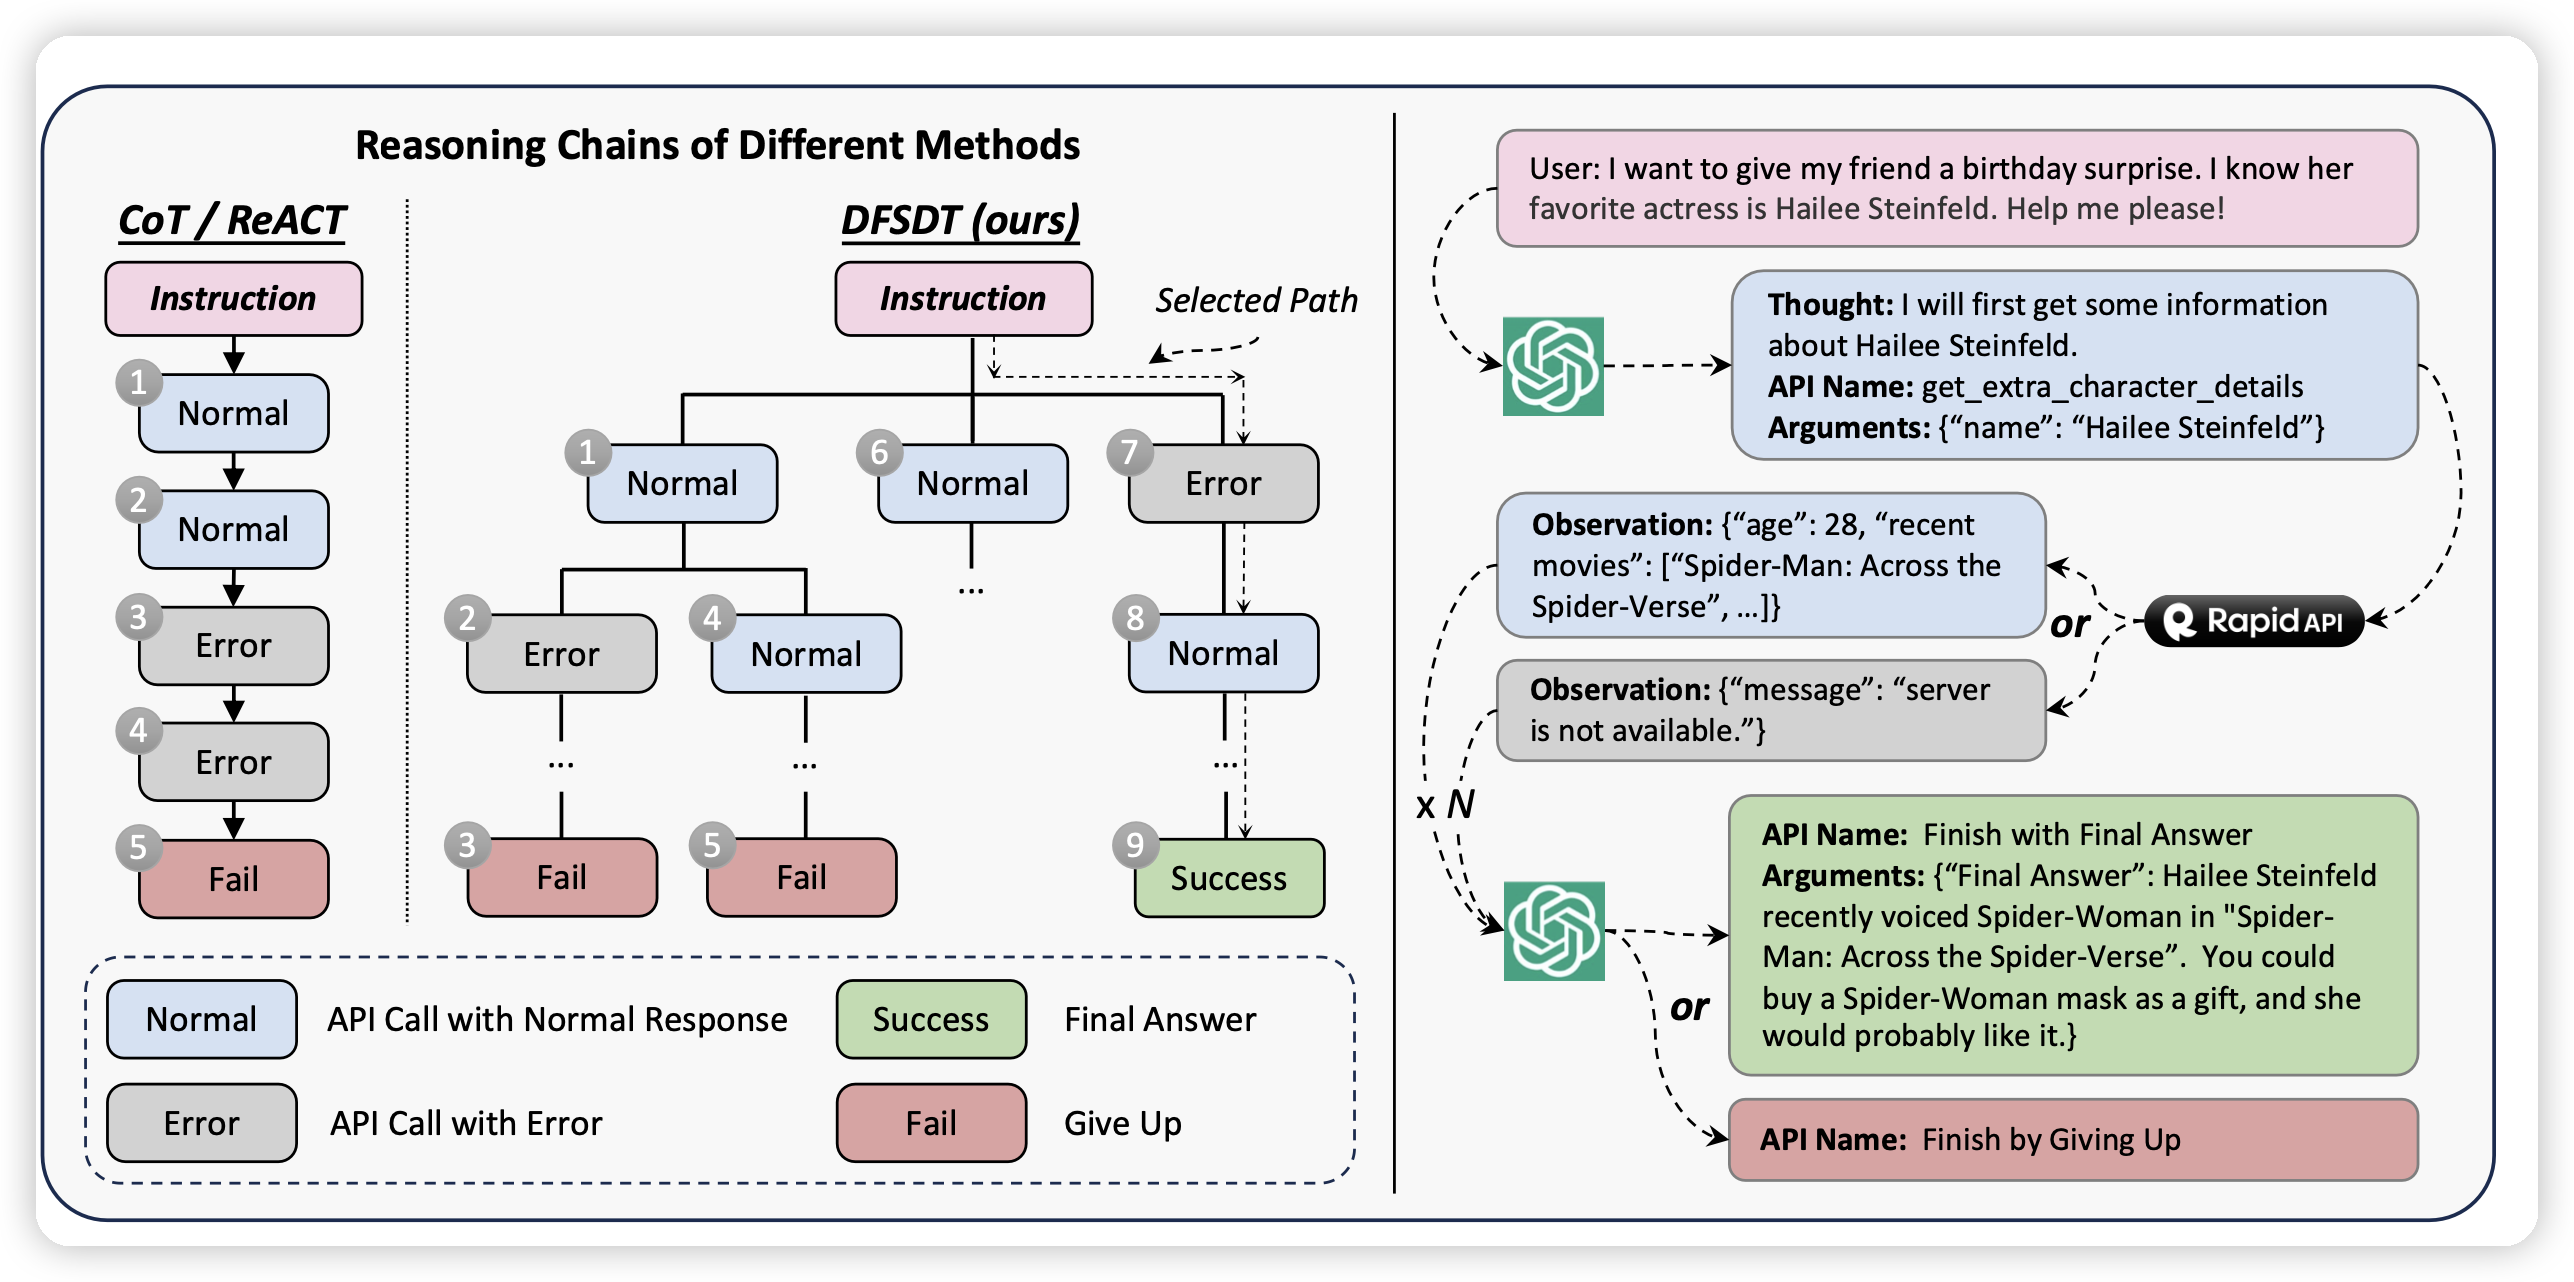 Reasoning Chains of Different Methods
CoT / ReACT
Instruction
1
Normal
2
Normal
3
Error
4
Error
5
Fail
DFSDT (ours)
Instruction
Selected Path
1
Normal
6
Normal
7
Error
...
2
Error
4
Normal
8
Normal
...
...
...
3
Fail
5
Fail
9
Success
Normal
API Call with Normal Response
Success
Final Answer
Error
API Call with Error
Fail
Give Up
User: I want to give my friend a birthday surprise. I know her
favorite actress is Hailee Steinfeld. Help me please!
Thought: I will first get some information
about Hailee Steinfeld.
API Name: get_extra_character_details
Arguments: {“name”: “Hailee Steinfeld”}
Observation: {“age”: 28, “recent
movies”: [“Spider-Man: Across the
Spider-Verse”, ...]}
or
Rapid API
Observation: {“message”: “server
is not available.”}
x N
API Name: Finish with Final Answer
Arguments: {“Final Answer”: Hailee Steinfeld
recently voiced Spider-Woman in "Spider-
Man: Across the Spider-Verse”. You could
buy a Spider-Woman mask as a gift, and she
would probably like it.}
or
API Name: Finish by Giving Up